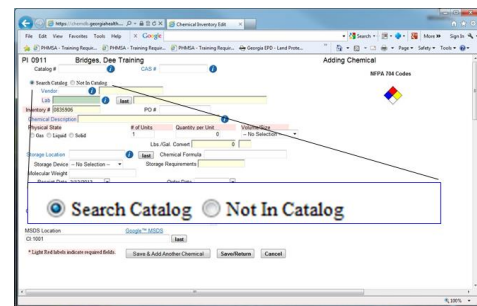 https://chemdb.georgiahealth...
Chemical Inventory Edit
File Edit View Favorites Tools Help
Google
Search
More »
Sign In
PHMSA - Training Requir...
PHMSA - Training Requir...
PHMSA - Training Requir...
Georgia EPD - Land Prote...
Page Safety Tools
PI 0911 Bridges, Dee Training
Adding Chemical
Catalog #
CAS #
NFPA 704 Codes
Search Catalog Not In Catalog
Vendor
Lab
last
Inventory # 0835906
PO #
Chemical Description
Physical State
# of Units
Quantity per Unit
Volume/Size
Gas Liquid Solid
1
0
-- No Selection --
Lbs./Gal. Convert
0
Storage Location
last
Chemical Formula
Storage Device -- No Selection --
Storage Requirements
Molecular Weight
Search Catalog Not In Catalog
MSDS Location
Google™ MSDS
CI 1001
last
* Light Red labels indicate required fields.
Save & Add Another Chemical
Save/Return
Cancel
100%